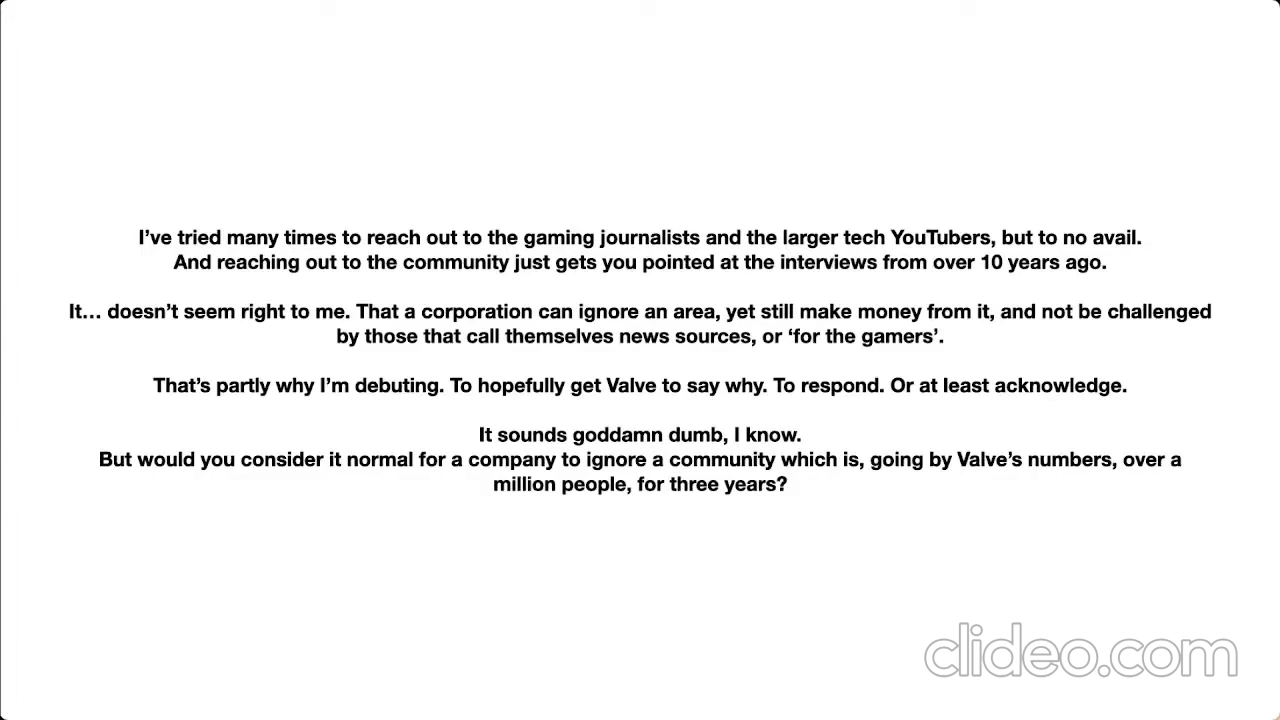 I’ve tried many times to reach out to the gaming journalists and the larger tech YouTubers, but to no avail.
And reaching out to the community just gets you pointed at the interviews from over 10 years ago.
It… doesn’t seem right to me. That a corporation can ignore an area, yet still make money from it, and not be challenged
by those that call themselves news sources, or ‘for the gamers’.
That’s partly why I’m debuting. To hopefully get Valve to say why. To respond. Or at least acknowledge.
It sounds goddamn dumb, I know.
But would you consider it normal for a company to ignore a community which is, going by Valve’s numbers, over a
million people, for three years?
clideo.com